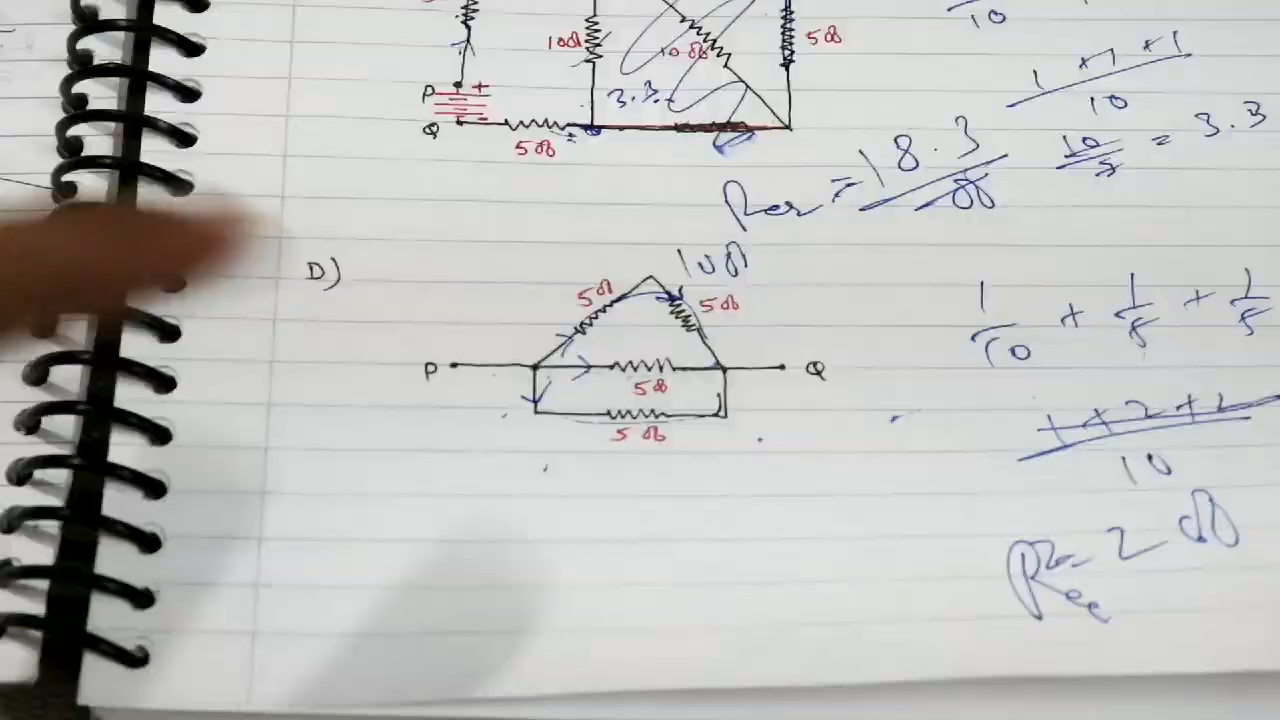 10
10Ω
10Ω
5Ω
1 + 1 + 1
10
P
+
3.3
Q
-
5Ω
Req = 18.3 Ω
10/3 = 3.3
D)
10Ω
5Ω
5Ω
1/10 + 1/5 + 1/5
P
Q
5Ω
5Ω
1 + 2 + 2
10
2 Ω